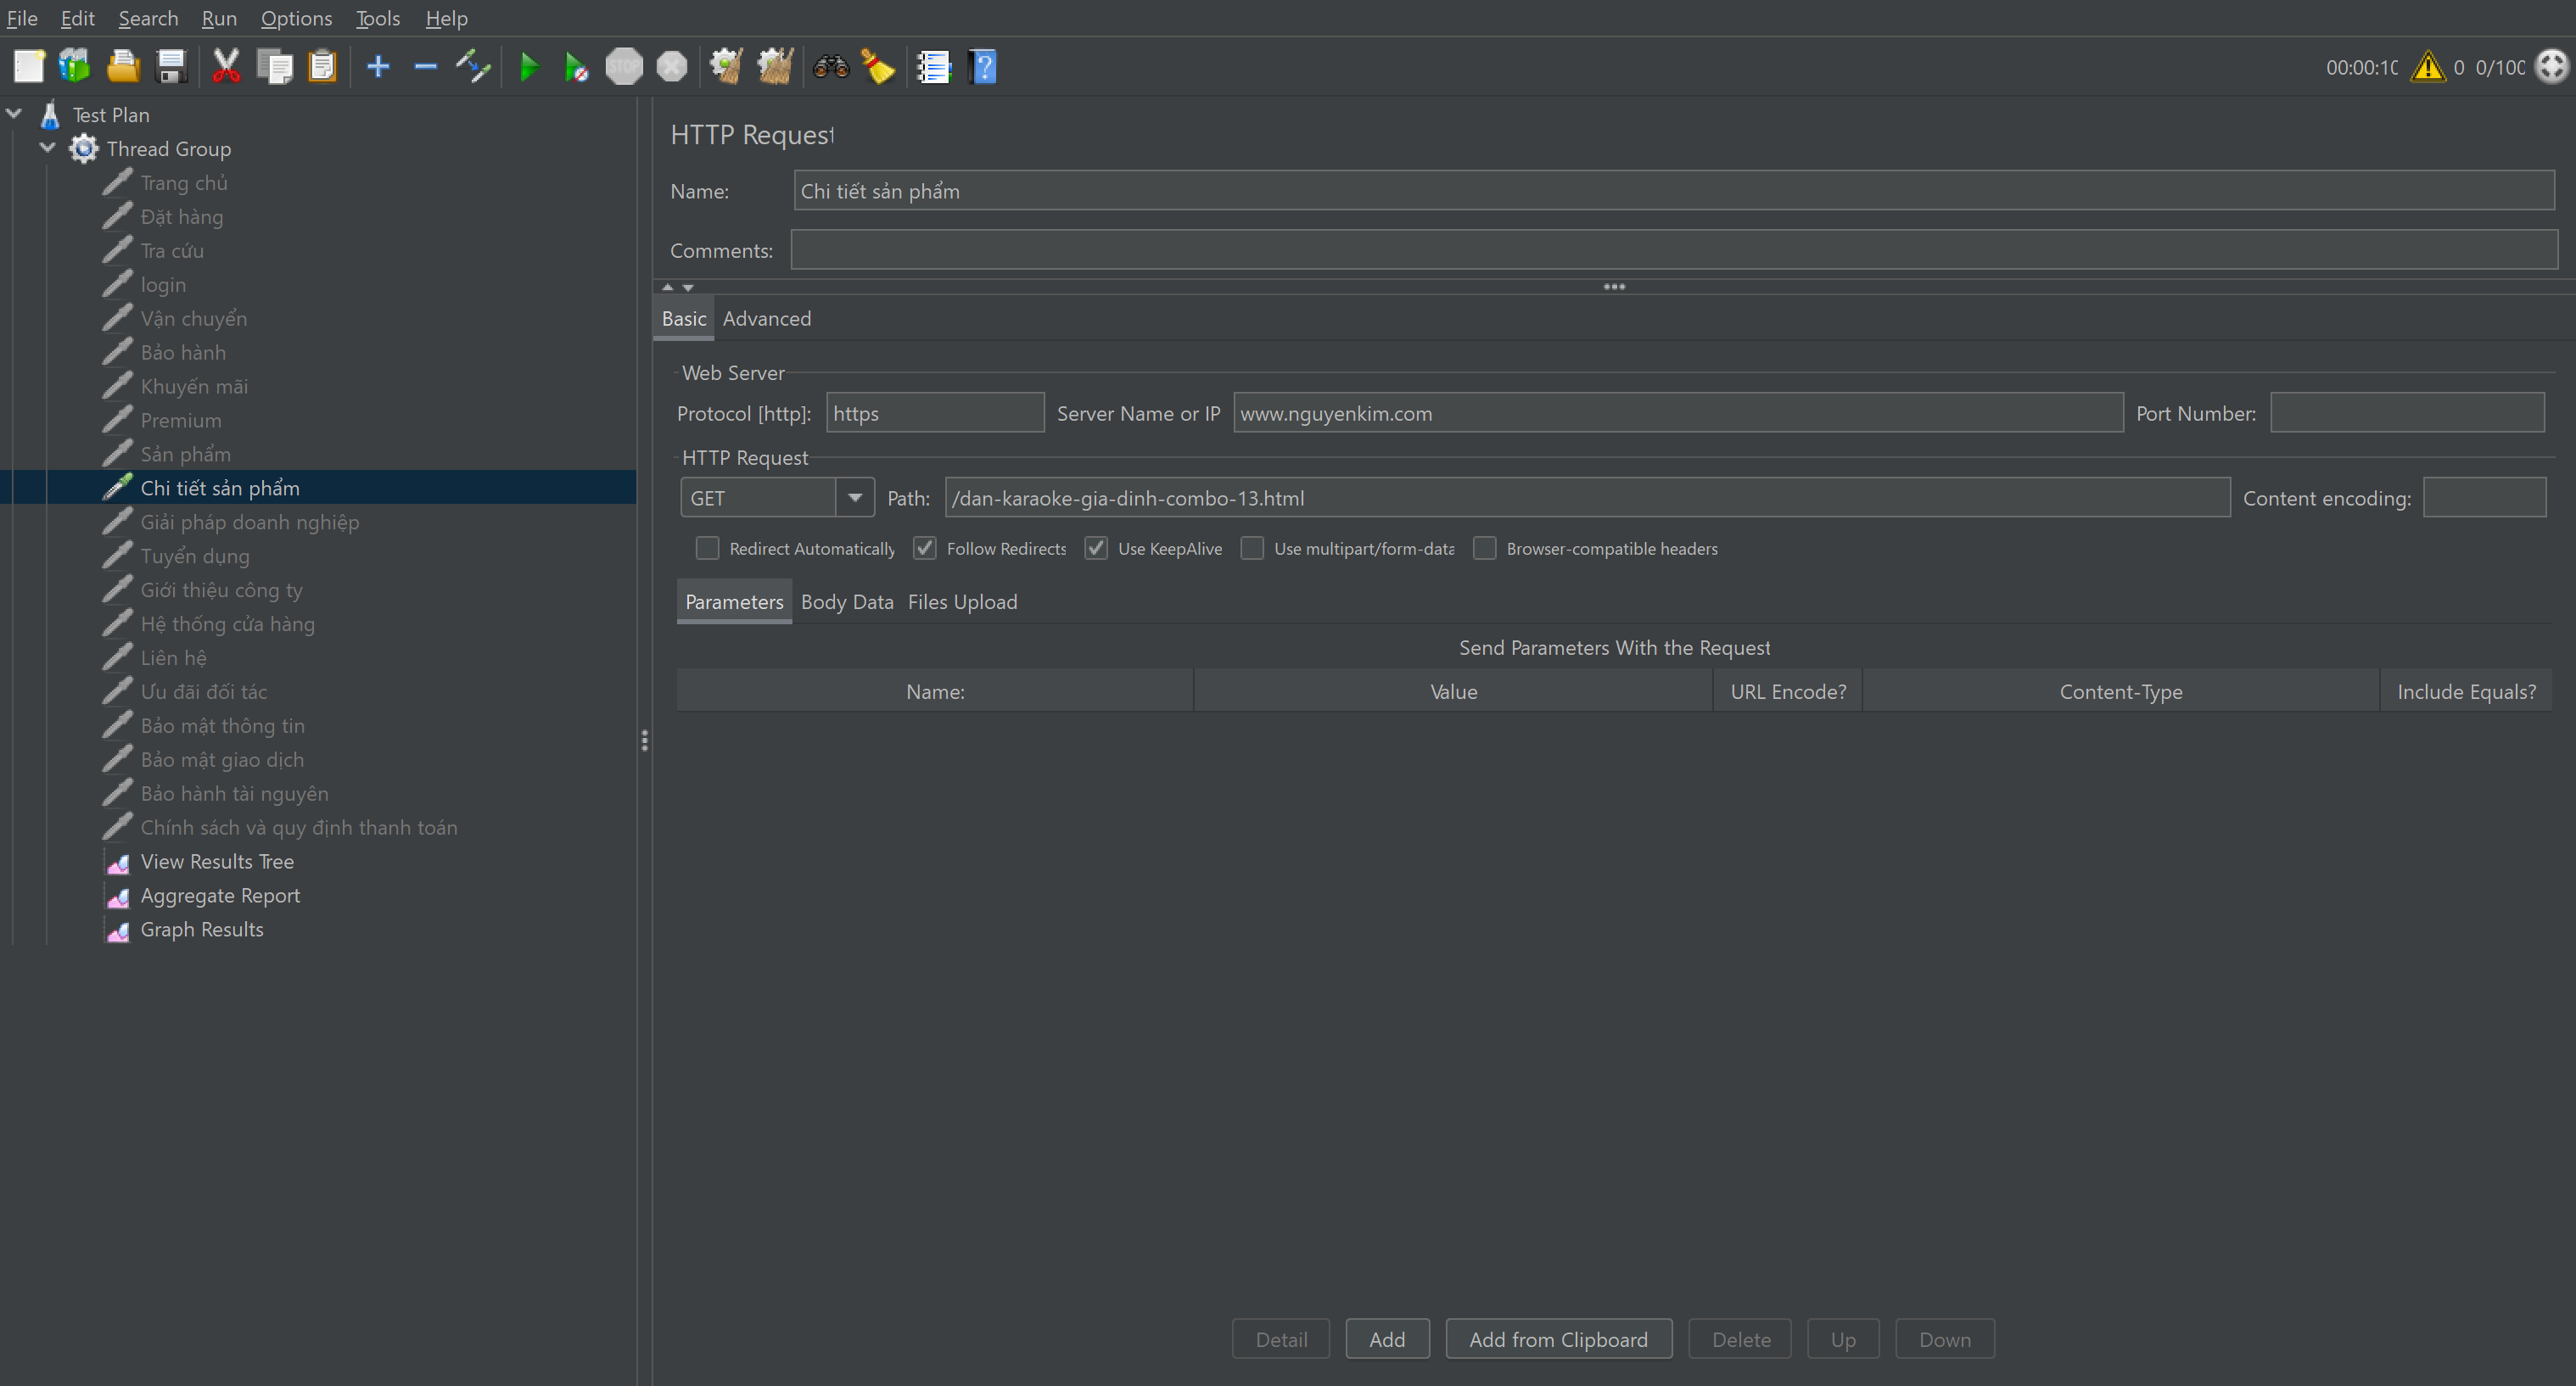 File Edit Search Run Options Tools Help
STOP
00:00:10 0 0/100
Test Plan
Thread Group
Trang chủ
Đặt hàng
Tra cứu
login
Vận chuyển
Bảo hành
Khuyến mãi
Premium
Sản phẩm
Chi tiết sản phẩm
Giải pháp doanh nghiệp
Tuyển dụng
Giới thiệu công ty
Hệ thống cửa hàng
Liên hệ
Ưu đãi đối tác
Bảo mật thông tin
Bảo mật giao dịch
Bảo hành tài nguyên
Chính sách và quy định thanh toán
View Results Tree
Aggregate Report
Graph Results
HTTP Request
Name: Chi tiết sản phẩm
Comments:
Basic Advanced
Web Server
Protocol [http]: https Server Name or IP www.nguyenkim.com Port Number:
HTTP Request
GET Path: /dan-karaoke-gia-dinh-combo-13.html Content encoding:
Redirect Automatically Follow Redirects Use KeepAlive Use multipart/form-data Browser-compatible headers
Parameters Body Data Files Upload
Send Parameters With the Request
Name: Value URL Encode? Content-Type Include Equals?
Detail Add Add from Clipboard Delete Up Down